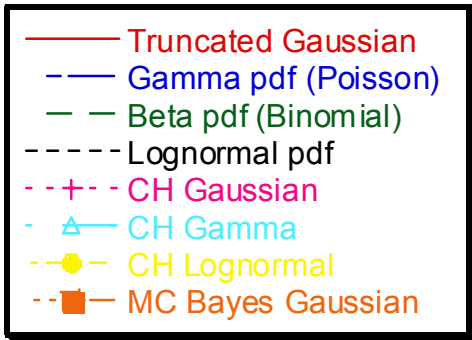 Truncated Gaussian
Gamma pdf (Poisson)
Beta pdf (Binomial)
Lognormal pdf
CH Gaussian
CH Gamma
CH Lognormal
MC Bayes Gaussian